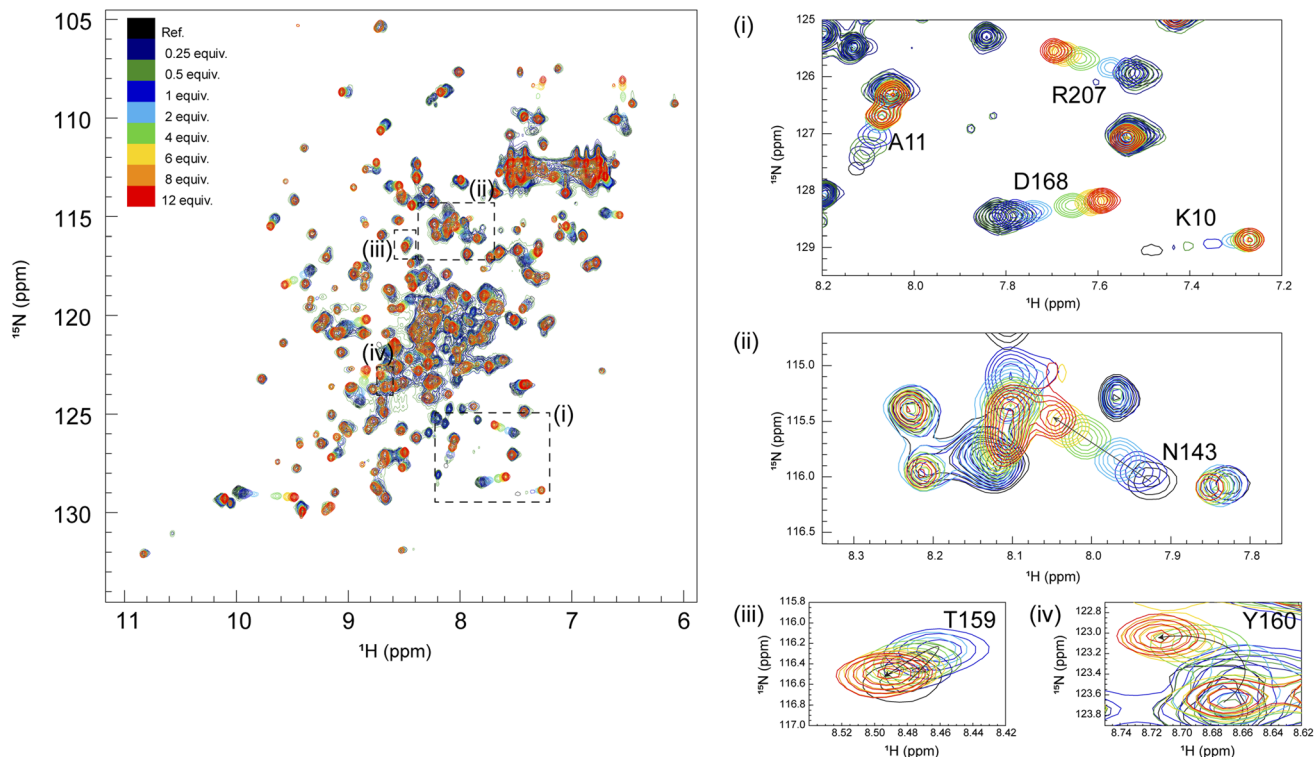 105
110
115
120
125
130
¹⁵N (ppm)
11
10
9
8
7
6
¹H (ppm)
Ref.
0.25 equiv.
0.5 equiv.
1 equiv.
2 equiv.
4 equiv.
6 equiv.
8 equiv.
12 equiv.
(ii)
(iii)
(iv)
(i)
(i)
125
126
127
128
129
¹⁵N (ppm)
R207
A11
D168
K10
8.2
8.0
7.8
7.6
7.4
7.2
¹H (ppm)
(ii)
115.0
115.5
116.0
116.6
¹⁵N (ppm)
N143
8.3
8.2
8.1
8.0
7.9
7.8
¹H (ppm)
(iii)
115.8
116.0
116.4
116.8
117.0
¹⁵N (ppm)
T159
8.52
8.50
8.48
8.46
8.44
8.42
¹H (ppm)
(iv)
122.8
123.0
123.2
123.4
123.6
123.8
¹⁵N (ppm)
Y160
8.74
8.72
8.70
8.68
8.66
8.64
8.62
8.60
¹H (ppm)